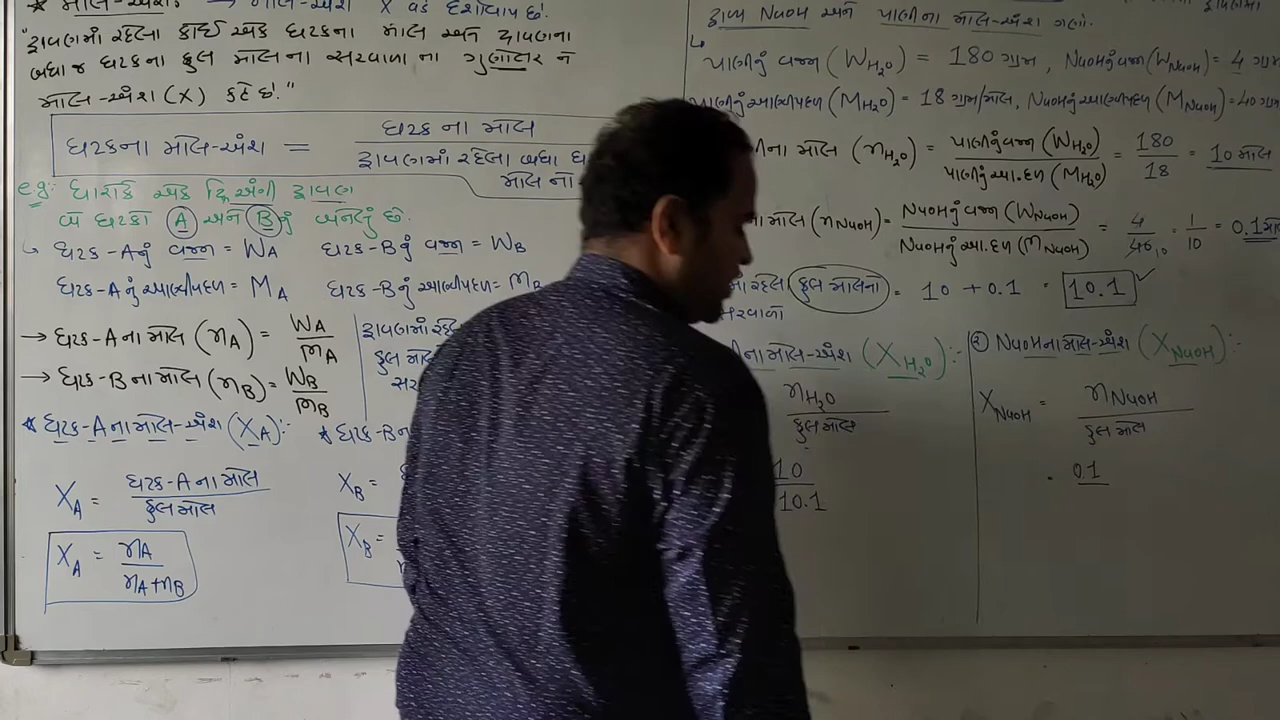 * મોલ-અંશ: → મોલ-અંશ X વડે દર્શાવાય છે.
"દ્રાવણમાં રહેલા કોઈ એક ઘટકના મોલ અને દ્રાવણના
બધા જ ઘટકના કુલ મોલના સરવાળા ના ગુણોત્તર ને
મોલ-અંશ (X) કહે છે."
ઘટકના મોલ-અંશ = ઘટક ના મોલ / દ્રાવણમાં રહેલા બધા ઘ
મોલ ના
e.g: ધારોકે એક દ્વિઅંગી દ્રાવણ
બે ઘટકો A અને B નું બનેલું છે.
↳ ઘટક-A નું વજન = WA ઘટક-B નું વજન = WB
ઘટક-A નું આણ્વીયદળ = MA ઘટક-B નું આણ્વીયદળ = MB
→ ઘટક-A ના મોલ (nA) = WA / MA
→ ઘટક-B ના મોલ (nB) = WB / MB
દ્રાવણમાં રહેલ
કુલ મોલ
સર
* ઘટક-A ના મોલ-અંશ (XA):- * ઘટક-B ન
XA = ઘટક-A ના મોલ / કુલ મોલ
XB =
XA = nA / nA+nB
XB =
દ્રાવ્ય NaOH અને પાણીના મોલ-અંશ ગણો.
↳ પાણીનું વજન (WH₂O) = 180 ગ્રામ, NaOH નું વજન (WNaOH) = 4 ગ્રામ
પાણીનું આણ્વીયદળ (MH₂O) = 18 ગ્રામ/મોલ, NaOH નું આણ્વીયદળ (MNaOH) = 40 ગ્રામ
ના મોલ (nH₂O) = પાણીનું વજન (WH₂O) / પાણીનું આ.દળ (MH₂O) = 180 / 18 = 10 મોલ
ના મોલ (nNaOH) = NaOH નું વજન (WNaOH) / NaOH નું આ.દળ (MNaOH) = 4 / 40 10 = 1 / 10 = 0.1 મો
રહેલા કુલ મોલનો = 10 + 0.1 = 10.1 ✓
સરવાળો
ના મોલ-અંશ (XH₂O):-
nH₂O / કુલ મોલ
10 / 10.1
② NaOH ના મોલ-અંશ (XNaOH):-
XNaOH = nNaOH / કુલ મોલ
= 0.1